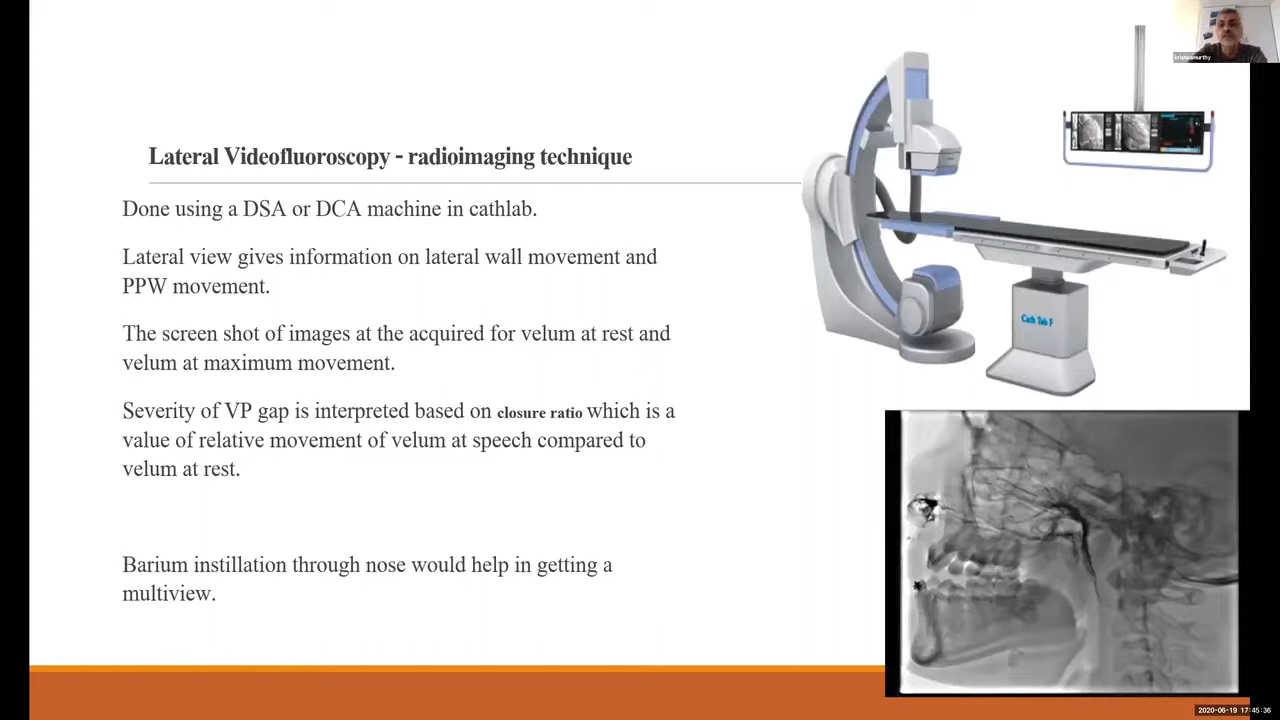 krishnamurthy
Lateral Videofluoroscopy - radioimaging technique
Done using a DSA or DCA machine in cathlab.
Lateral view gives information on lateral wall movement and
PPW movement.
The screen shot of images at the acquired for velum at rest and
velum at maximum movement.
Severity of VP gap is interpreted based on closure ratio which is a
value of relative movement of velum at speech compared to
velum at rest.
Barium instillation through nose would help in getting a
multiview.
2020-06-19 17:45:36